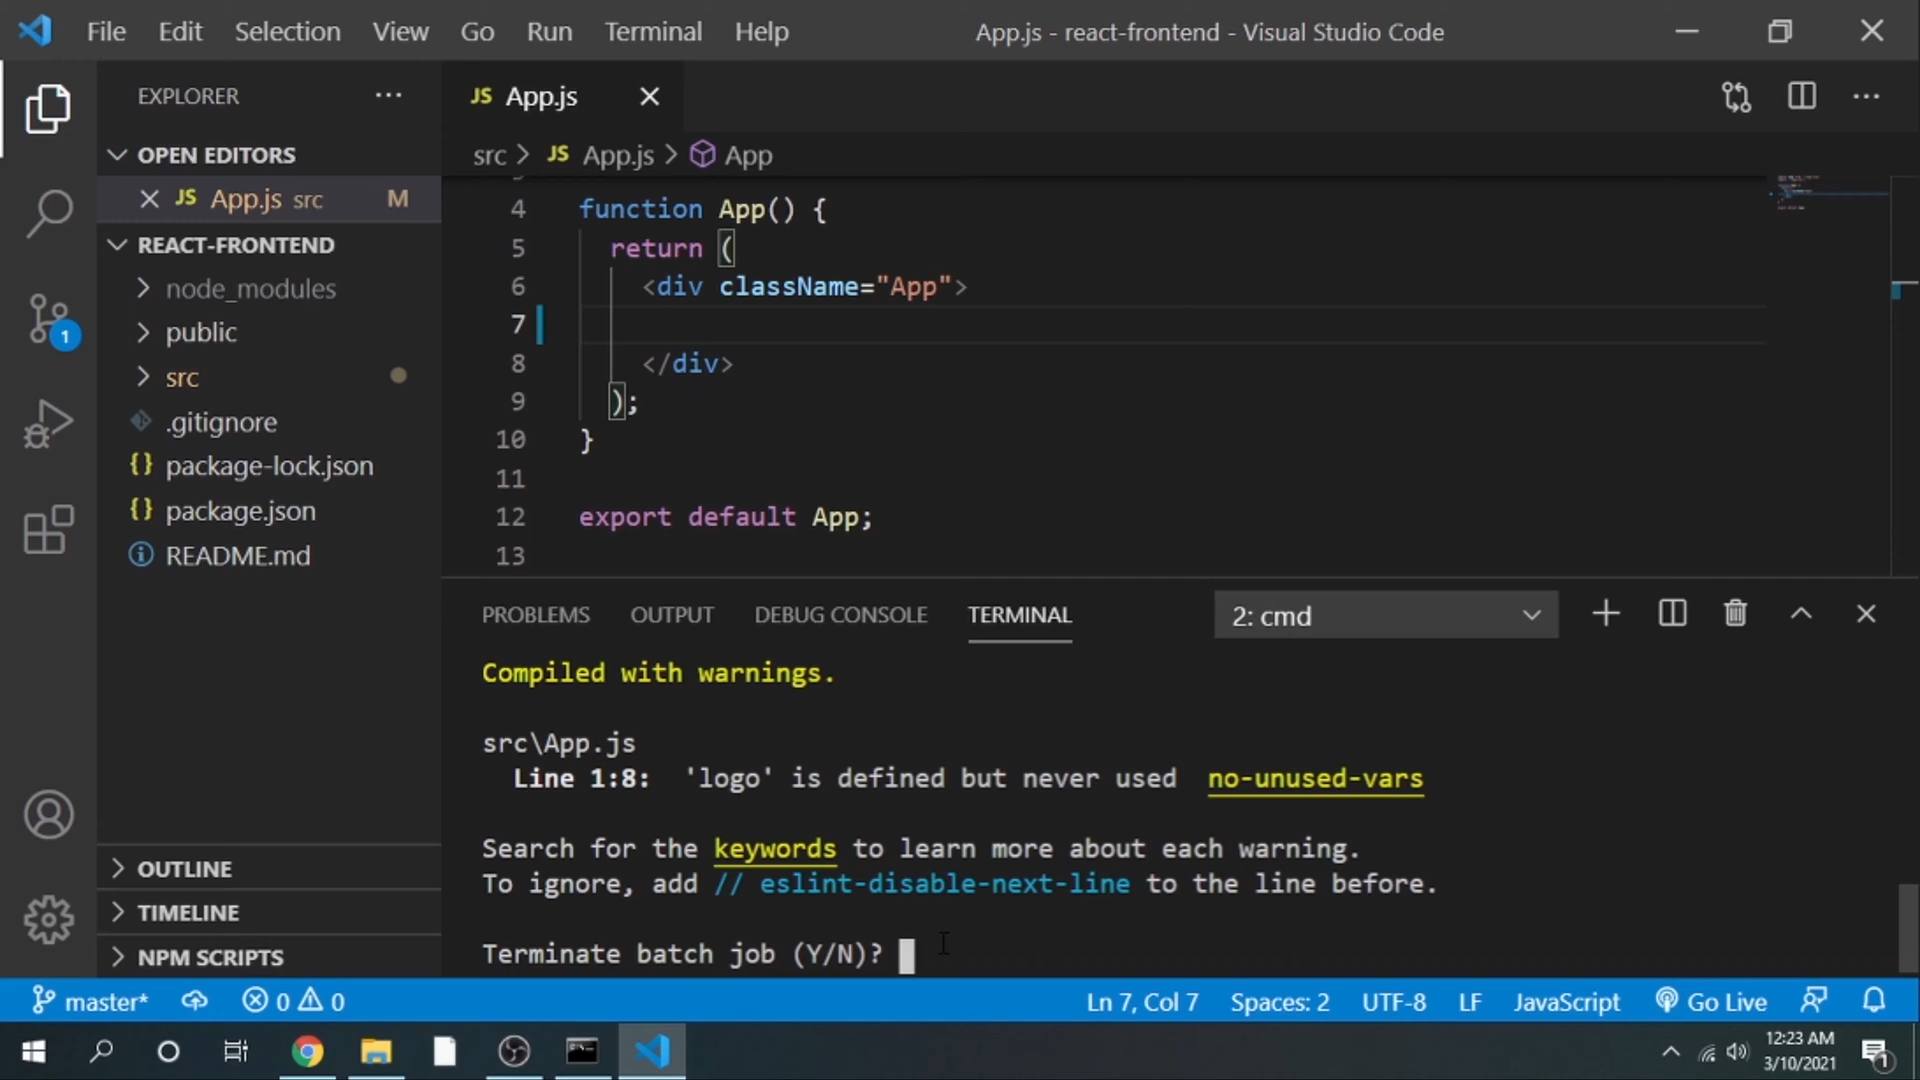 File Edit Selection View Go Run Terminal Help App.js - react-frontend - Visual Studio Code
EXPLORER
JS App.js
OPEN EDITORS
src > JS App.js > App
JS App.js src M
REACT-FRONTEND
node_modules
public
src
.gitignore
package-lock.json
package.json
README.md
4 function App() {
5 return (
6 <div className="App">
7
8 </div>
9 );
10 }
11
12 export default App;
13
PROBLEMS OUTPUT DEBUG CONSOLE TERMINAL 2: cmd
Compiled with warnings.
src\App.js
Line 1:8: 'logo' is defined but never used no-unused-vars
Search for the keywords to learn more about each warning.
To ignore, add // eslint-disable-next-line to the line before.
Terminate batch job (Y/N)?
OUTLINE
TIMELINE
NPM SCRIPTS
1
master* 0 0 Ln 7, Col 7 Spaces: 2 UTF-8 LF JavaScript Go Live
12:23 AM
3/10/2021
1